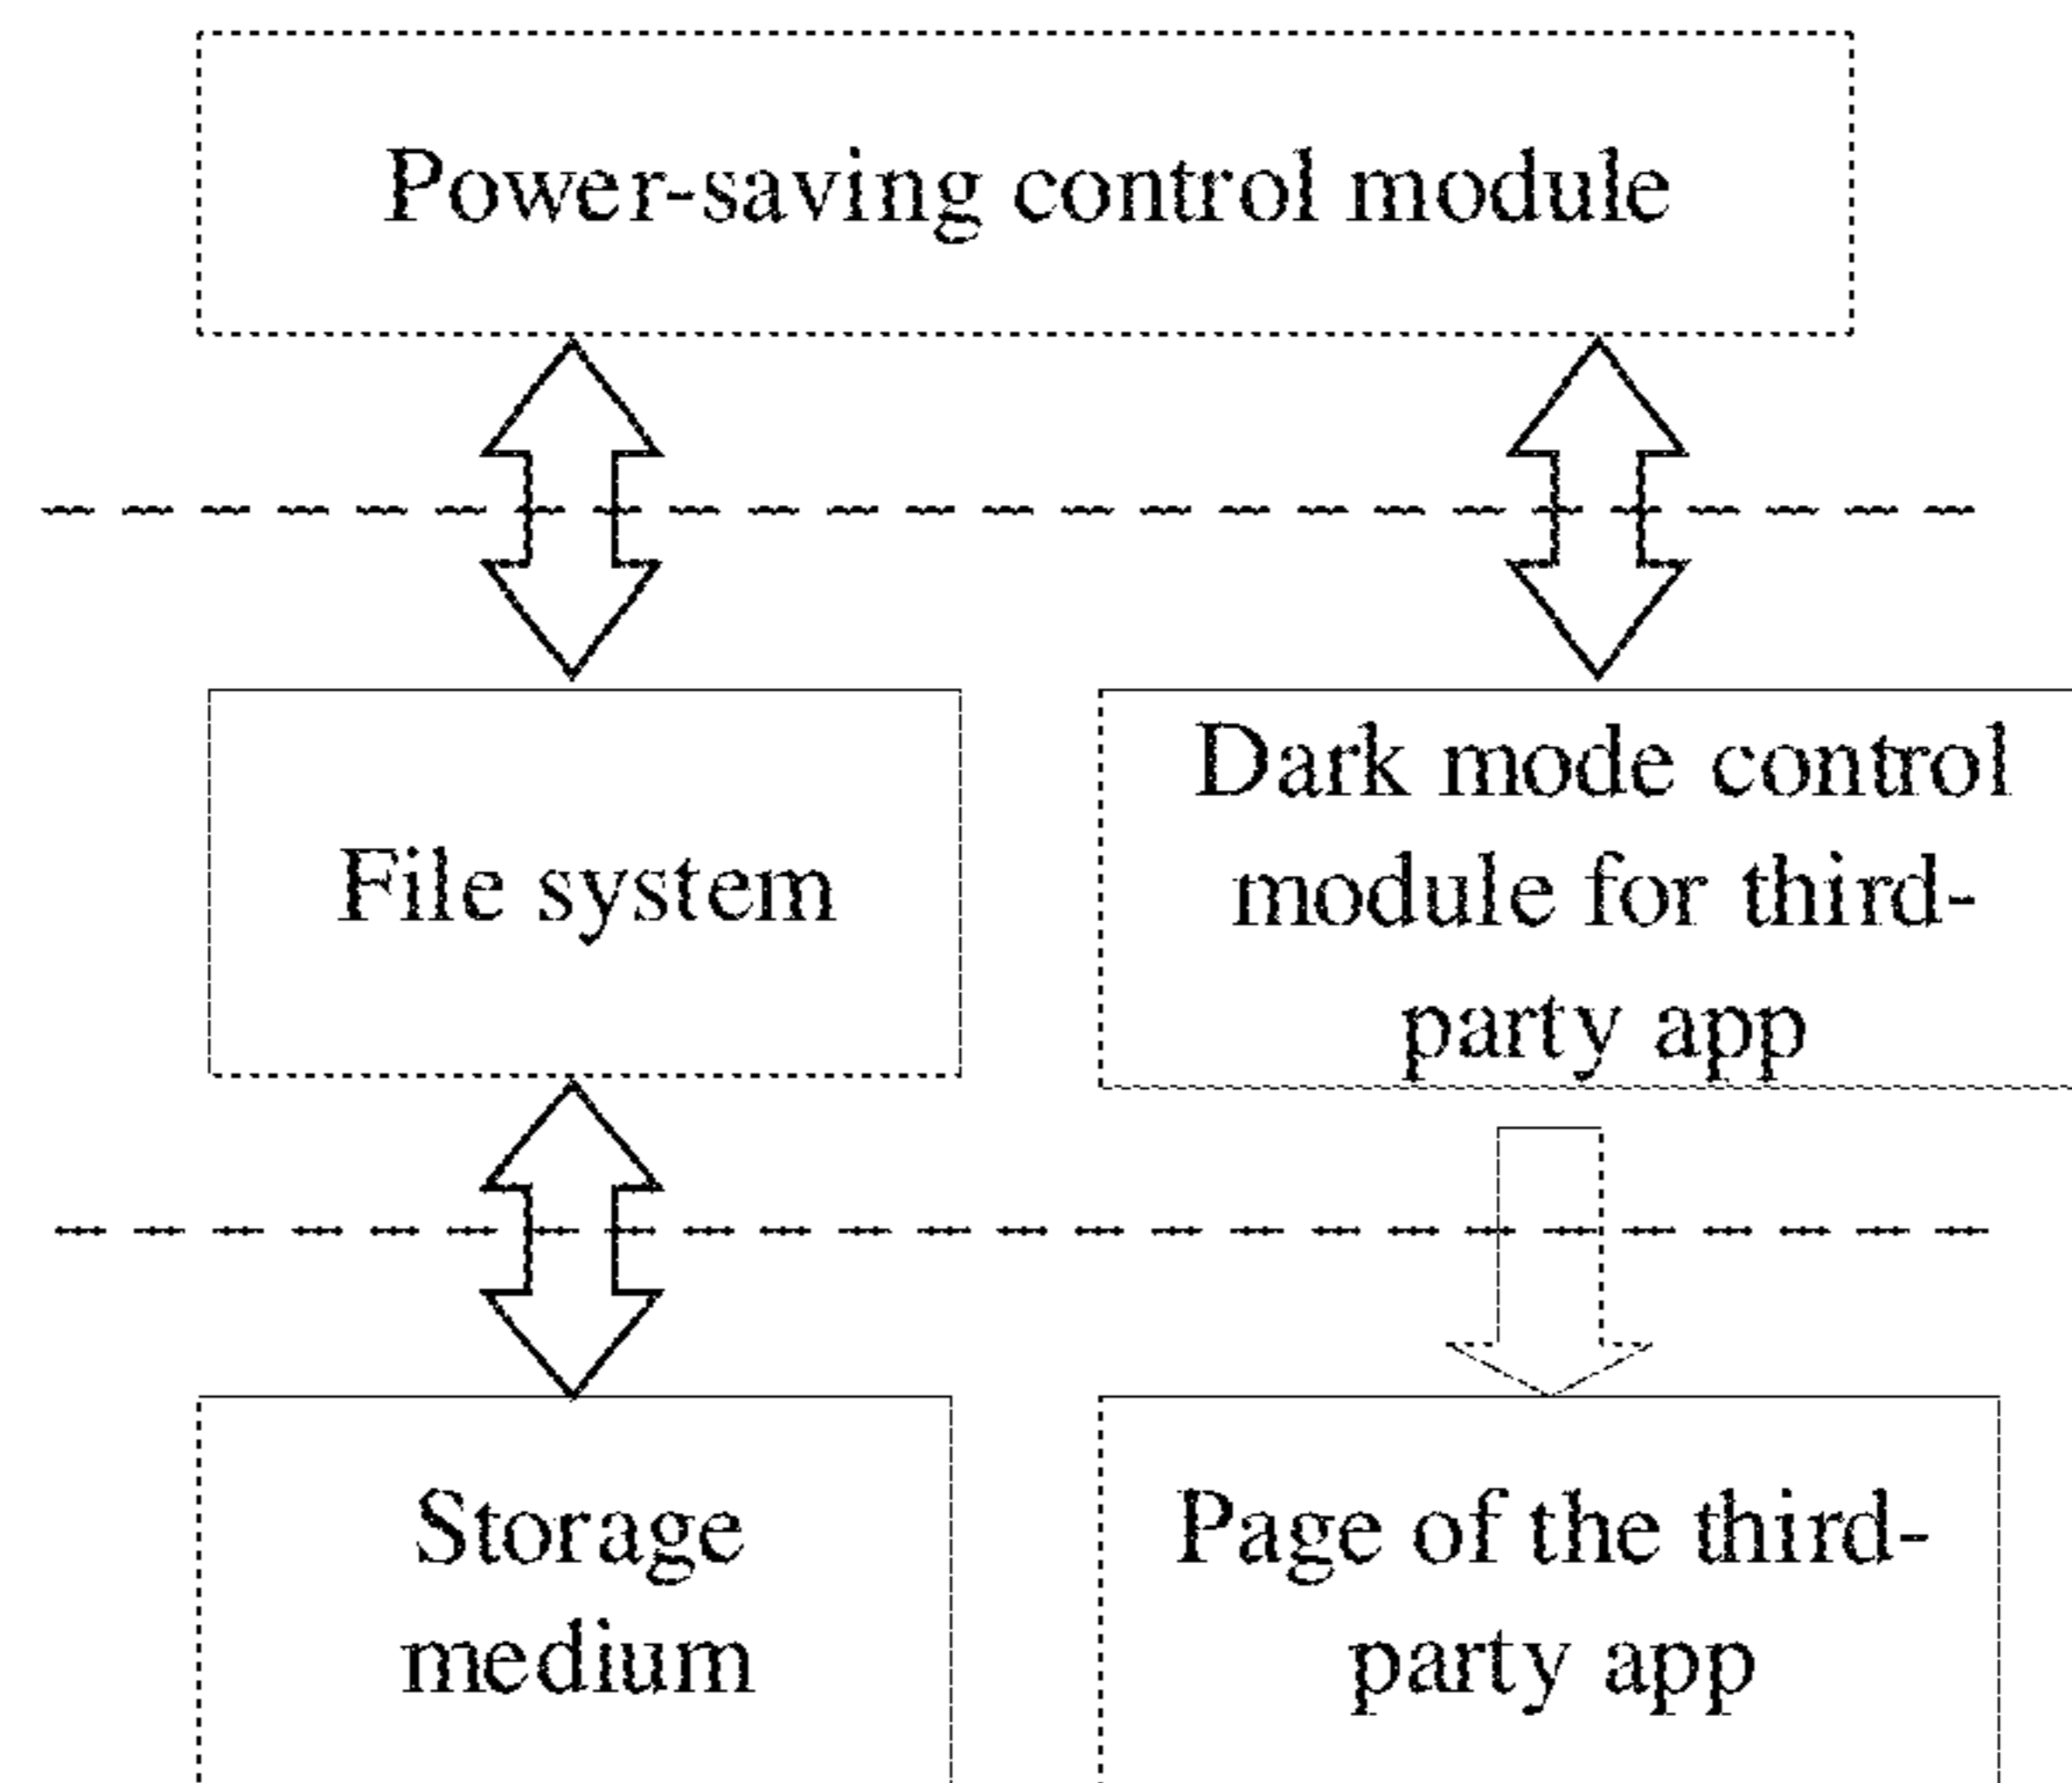 Power-saving control module
File system
Dark mode control
module for third-
party app
Storage
medium
Page of the third-
party app